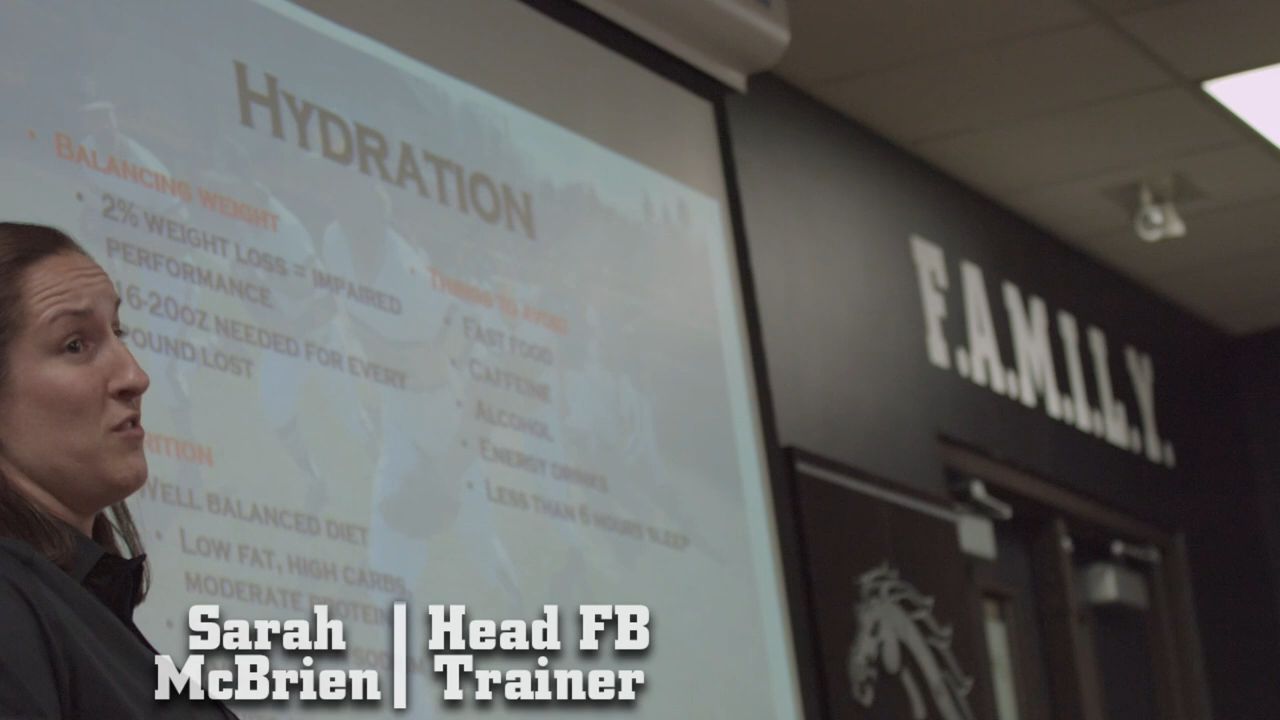 HYDRATION
• BALANCING WEIGHT
• 2% WEIGHT LOSS = IMPAIRED
PERFORMANCE
16-20OZ NEEDED FOR EVERY
POUND LOST
RITION
WELL BALANCED DIET
• LOW FAT, HIGH CARBS
MODERATE PROTEIN
• THINGS TO AVOID
• FAST FOOD
• CAFFEINE
• ALCOHOL
• ENERGY DRINKS
• LESS THAN 6 HOURS SLEEP
F.A.M.I.L.Y.
Sarah McBrien | Head FB Trainer